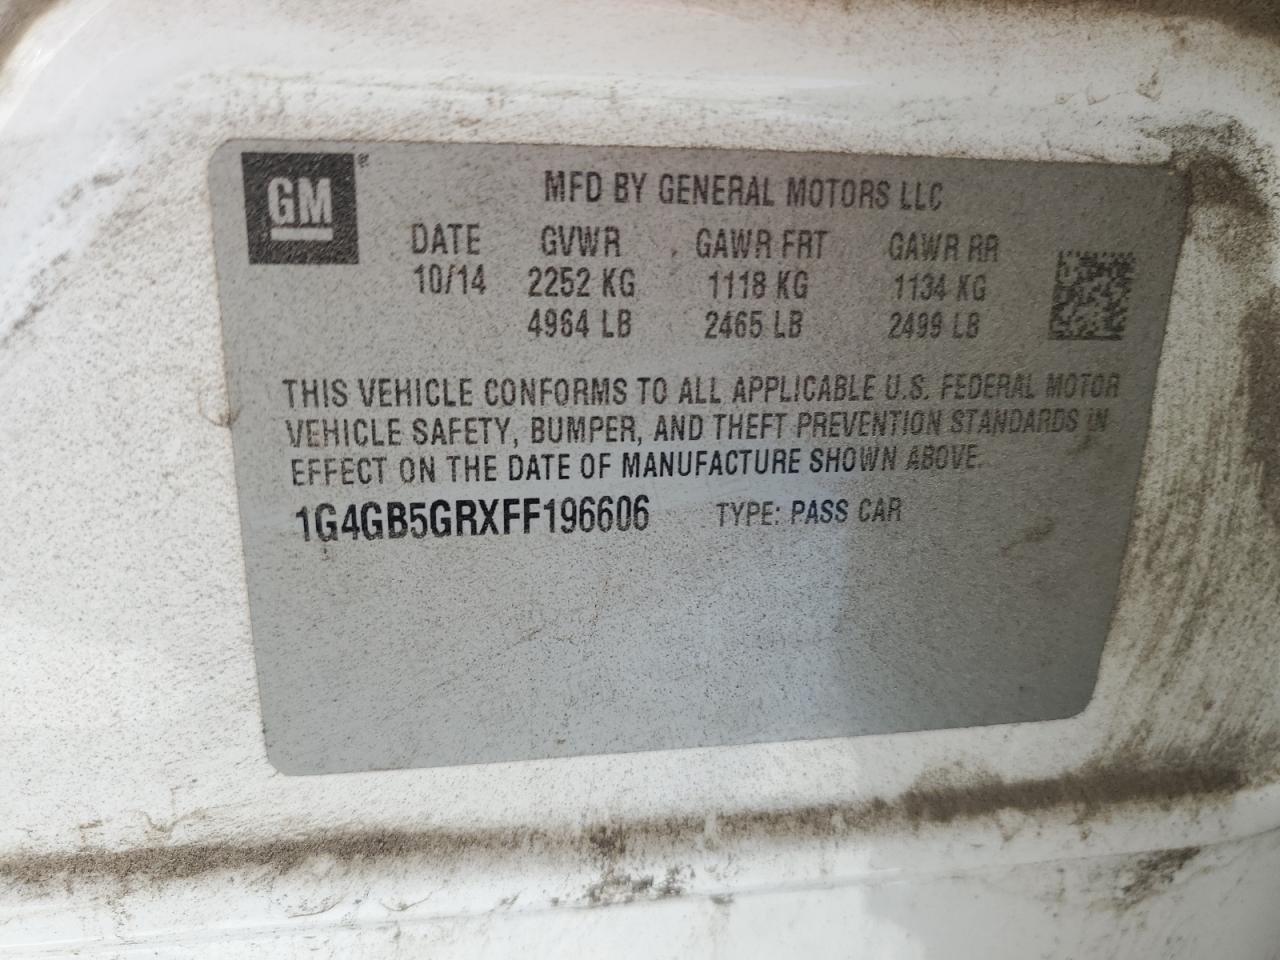 GM®
MFD BY GENERAL MOTORS LLC
DATE GVWR GAWR FRT GAWR RR
10/14 2252 KG 1118 KG 1134 KG
4964 LB 2465 LB 2499 LB
THIS VEHICLE CONFORMS TO ALL APPLICABLE U.S. FEDERAL MOTOR
VEHICLE SAFETY, BUMPER, AND THEFT PREVENTION STANDARDS IN
EFFECT ON THE DATE OF MANUFACTURE SHOWN ABOVE.
1G4GB5GRXFF196606 TYPE: PASS CAR